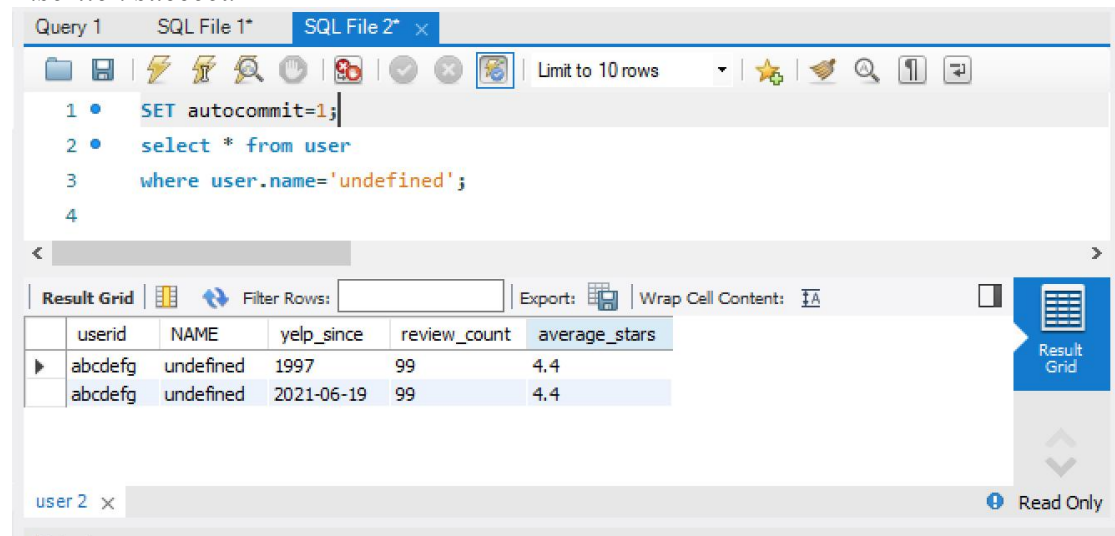 Query 1 SQL File 1* SQL File 2*
Limit to 10 rows
1 SET autocommit=1;
2 select * from user
3 where user.name='undefined';
4
Result Grid Filter Rows: Export: Wrap Cell Content: IA
userid NAME yelp_since review_count average_stars
abcdefg undefined 1997 99 4.4
abcdefg undefined 2021-06-19 99 4.4
Result
Grid
user 2 Read Only